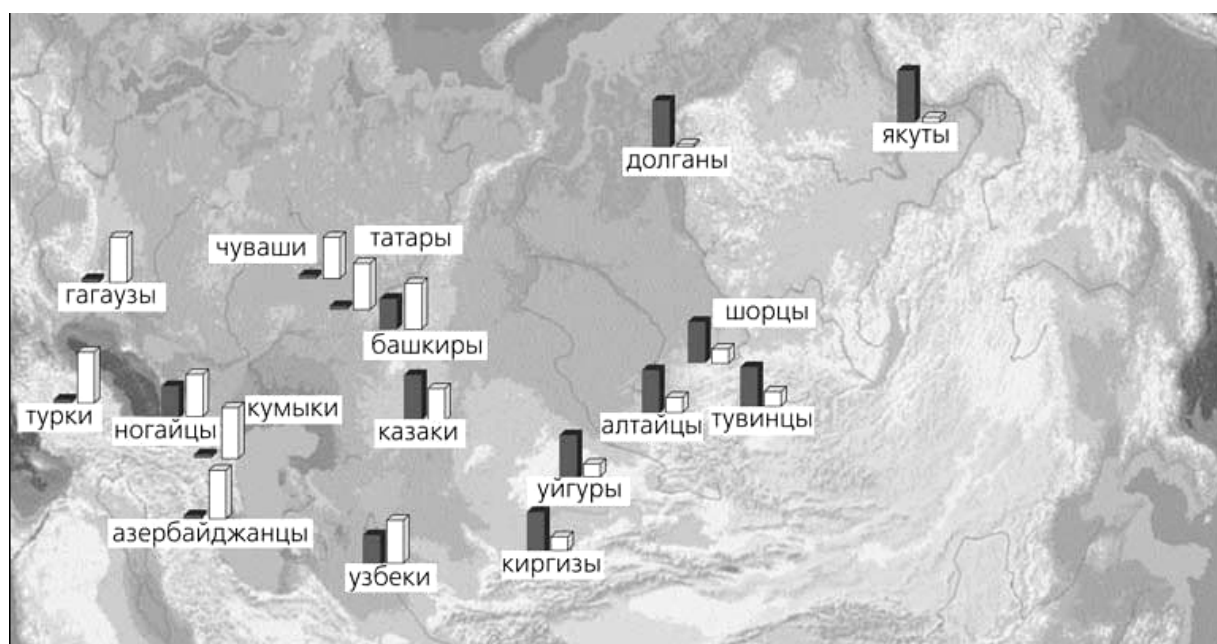 якуты
долганы
чуваши
татары
гагаузы
башкиры
шорцы
турки
ногайцы
кумыки
казаки
алтайцы
тувинцы
уйгуры
азербайджанцы
узбеки
киргизы